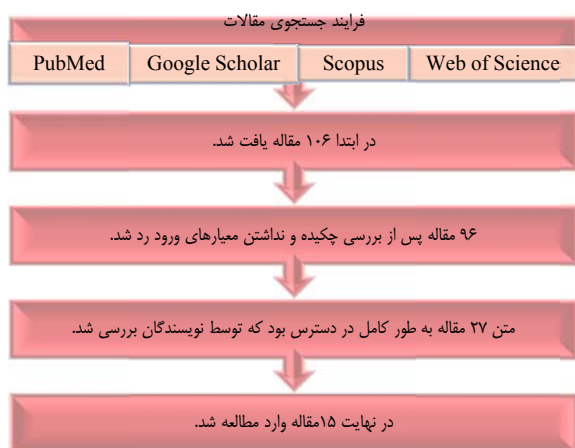 فرایند جستجوی مقالات
PubMed Google Scholar Scopus Web of Science
در ابتدا ۱۰۶ مقاله یافت شد.
۹۶ مقاله پس از بررسی چکیده و نداشتن معیارهای ورود رد شد.
متن ۲۷ مقاله به طور کامل در دسترس بود که توسط نویسندگان بررسی شد.
در نهایت ۱۵مقاله وارد مطالعه شد.